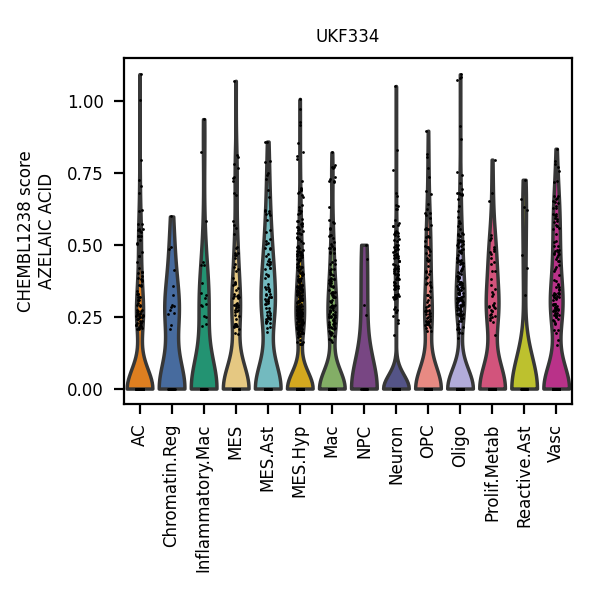 UKF334
CHEMBL1238 score
AZELAIC ACID
1.00
0.75
0.50
0.25
0.00
AC
Chromatin.Reg
Inflammatory.Mac
MES
MES.Ast
MES.Hyp
Mac
NPC
Neuron
OPC
Oligo
Prolif.Metab
Reactive.Ast
Vasc